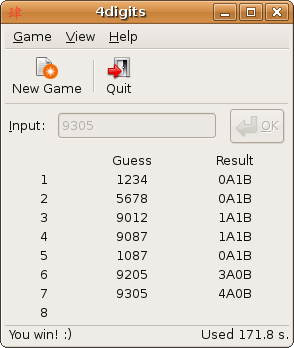 肆 4digits
Game View Help
New Game Quit
Input: 9305 OK
Guess Result
1 1234 0A1B
2 5678 0A1B
3 9012 1A1B
4 9087 1A1B
5 1087 0A1B
6 9205 3A0B
7 9305 4A0B
8
You win! :) Used 171.8 s.